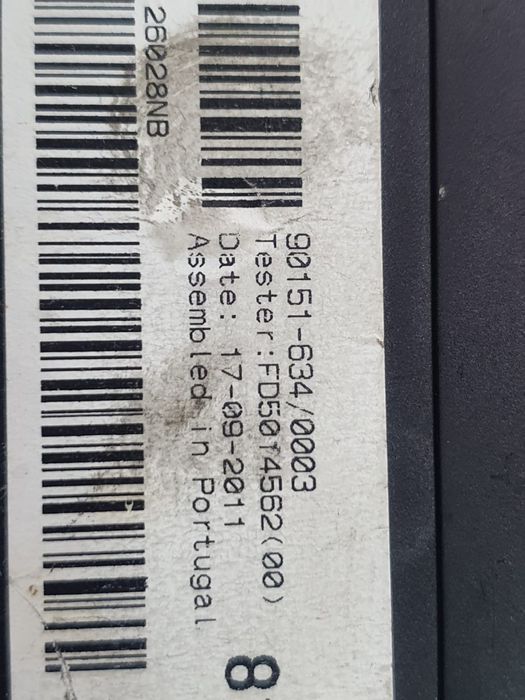 90151-634/0003
Tester:FD50T4562(00)
Date: 17-09-2011
Assembled in Portugal
26028NB
8